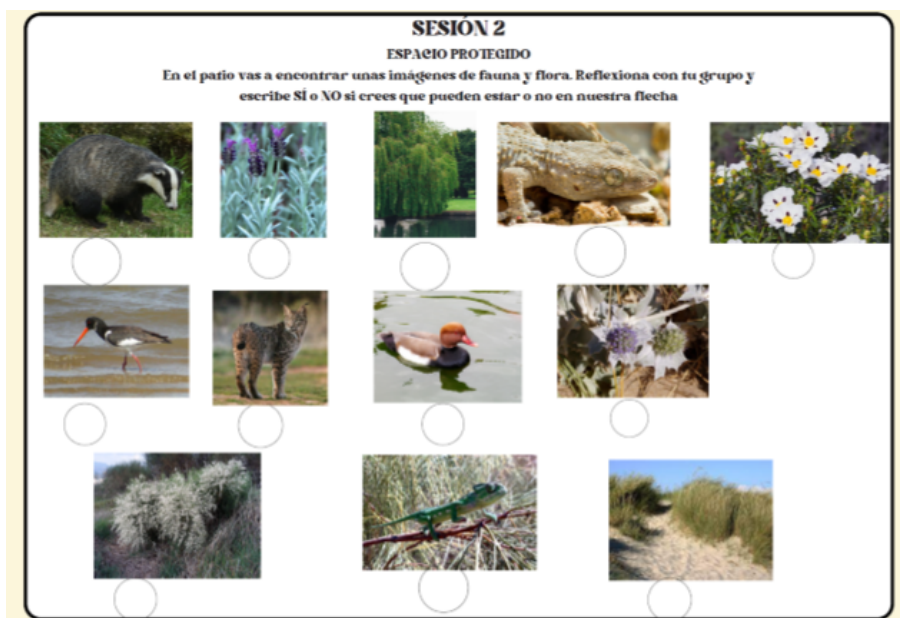 SESIÓN 2
ESPACIO PROTEGIDO
En el patio vas a encontrar unas imágenes de fauna y flora. Reflexiona con tu grupo y
escribe SÍ o NO si crees que pueden estar o no en nuestra flecha